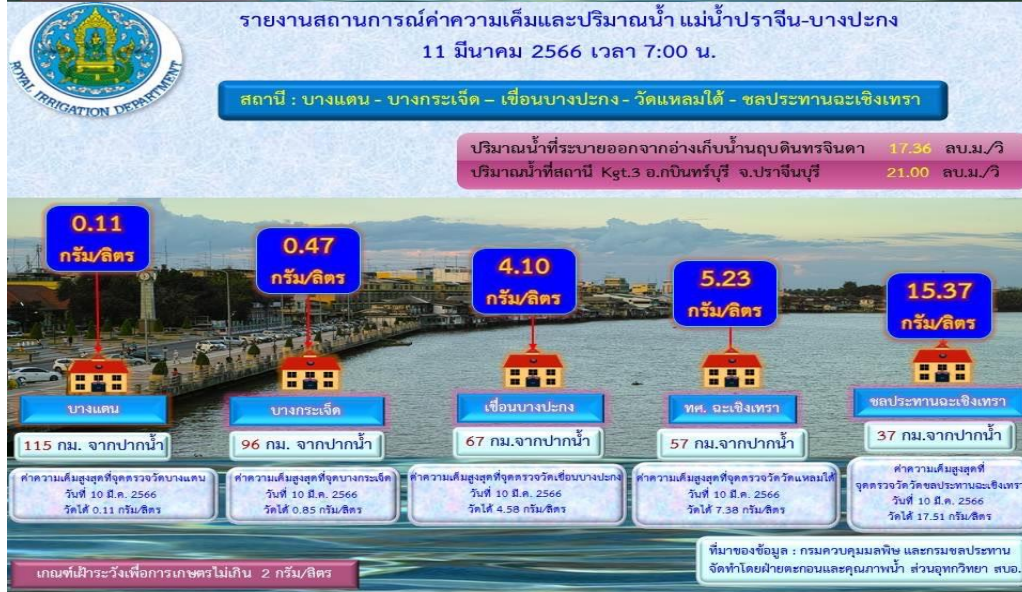 รายงานสถานการณ์ค่าความเค็มและปริมาณน้ำ แม่น้ำปราจีน-บางปะกง
11 มีนาคม 2566 เวลา 7:00 น.
ROYAL IRRIGATION DEPARTMENT
สถานี : บางแตน - บางกระเจ็ด – เขื่อนบางปะกง - วัดแหลมใต้ - ชลประทานฉะเชิงเทรา
ปริมาณน้ำที่ระบายออกจากอ่างเก็บน้ำนฤบดินทรจินดา 17.36 ลบ.ม./วิ
ปริมาณน้ำที่สถานี Kgt.3 อ.กบินทร์บุรี จ.ปราจีนบุรี 21.00 ลบ.ม./วิ
0.11
กรัม/ลิตร
บางแตน
115 กม. จากปากน้ำ
ค่าความเค็มสูงสุดที่จุดตรวจวัดบางแตน
วันที่ 10 มี.ค. 2566
วัดได้ 0.11 กรัม/ลิตร
0.47
กรัม/ลิตร
บางกระเจ็ด
96 กม. จากปากน้ำ
ค่าความเค็มสูงสุดที่จุดบางกระเจ็ด
วันที่ 10 มี.ค. 2566
วัดได้ 0.85 กรัม/ลิตร
4.10
กรัม/ลิตร
เขื่อนบางปะกง
67 กม.จากปากน้ำ
ค่าความเค็มสูงสุดที่จุดตรวจวัดเขื่อนบางปะกง
วันที่ 10 มี.ค. 2566
วัดได้ 4.58 กรัม/ลิตร
5.23
กรัม/ลิตร
ทศ. ฉะเชิงเทรา
57 กม.จากปากน้ำ
ค่าความเค็มสูงสุดที่จุดตรวจวัดวัดแหลมใต้
วันที่ 10 มี.ค. 2566
วัดได้ 7.38 กรัม/ลิตร
15.37
กรัม/ลิตร
ชลประทานฉะเชิงเทรา
37 กม.จากปากน้ำ
ค่าความเค็มสูงสุดที่
จุดตรวจวัดวัดชลประทานฉะเชิงเทรา
วันที่ 10 มี.ค. 2566
วัดได้ 17.51 กรัม/ลิตร
เกณฑ์เฝ้าระวังเพื่อการเกษตรไม่เกิน 2 กรัม/ลิตร
ที่มาของข้อมูล : กรมควบคุมมลพิษ และกรมชลประทาน
จัดทำโดยฝ่ายตะกอนและคุณภาพน้ำ ส่วนอุทกวิทยา สบอ.